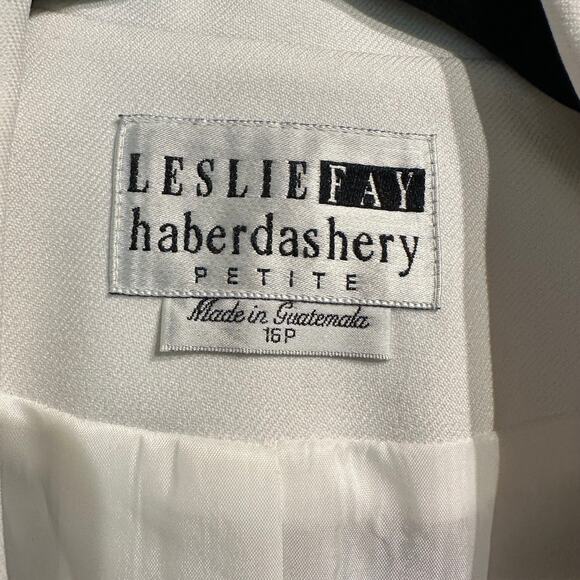 LESLIE FAY
haberdashery
PETITE
Made in Guatemala
16P